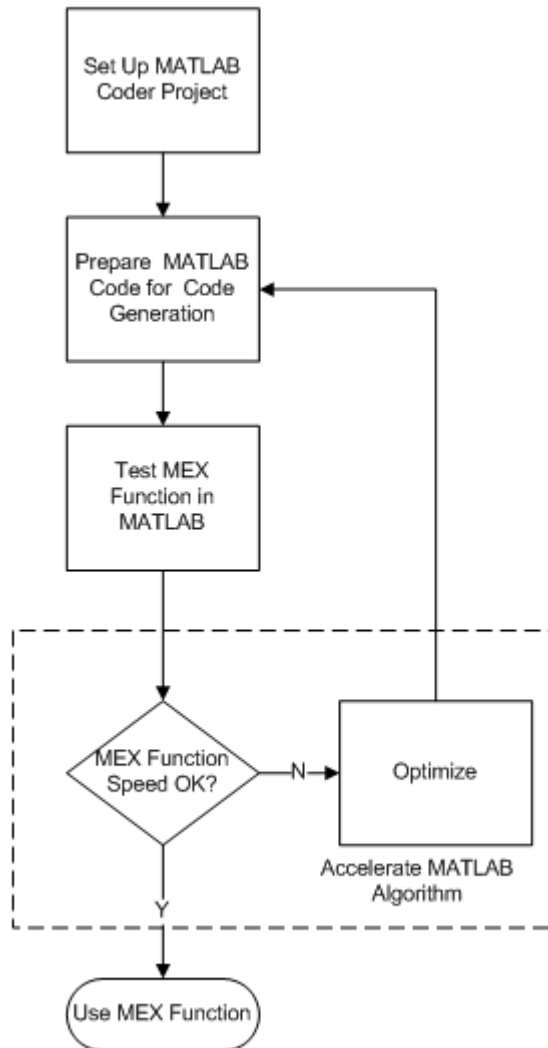 Set Up MATLAB
Coder Project
Prepare MATLAB
Code for Code
Generation
Test MEX
Function in
MATLAB
MEX Function
Speed OK?
N
Optimize
Accelerate MATLAB
Algorithm
Y
Use MEX Function